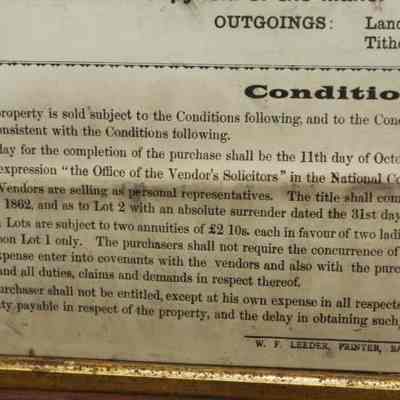 OUTGOINGS: Land
Tithe
Conditio
property is sold subject to the Conditions following, and to the Con
onsistent with the Conditions following.
day for the completion of the purchase shall be the 11th day of Octo
expression "the Office of the Vendor's Solicitors" in the National Co
Vendors are selling as personal representatives. The title shall com
1862, and as to Lot 2 with an absolute surrender dated the 31st day
Lots are subject to two annuities of £2 10s. each in favour of two ladi
on Lot 1 only. The purchasers shall not require the concurrence of
pense enter into covenants with the vendors and also with the purc
and all duties, claims and demands in respect thereof.
urchaser shall not be entitled, except at his own expense in all respects
ty payable in respect of the property, and the delay in obtaining such
W. F. LEEDER, PRINTER, BA